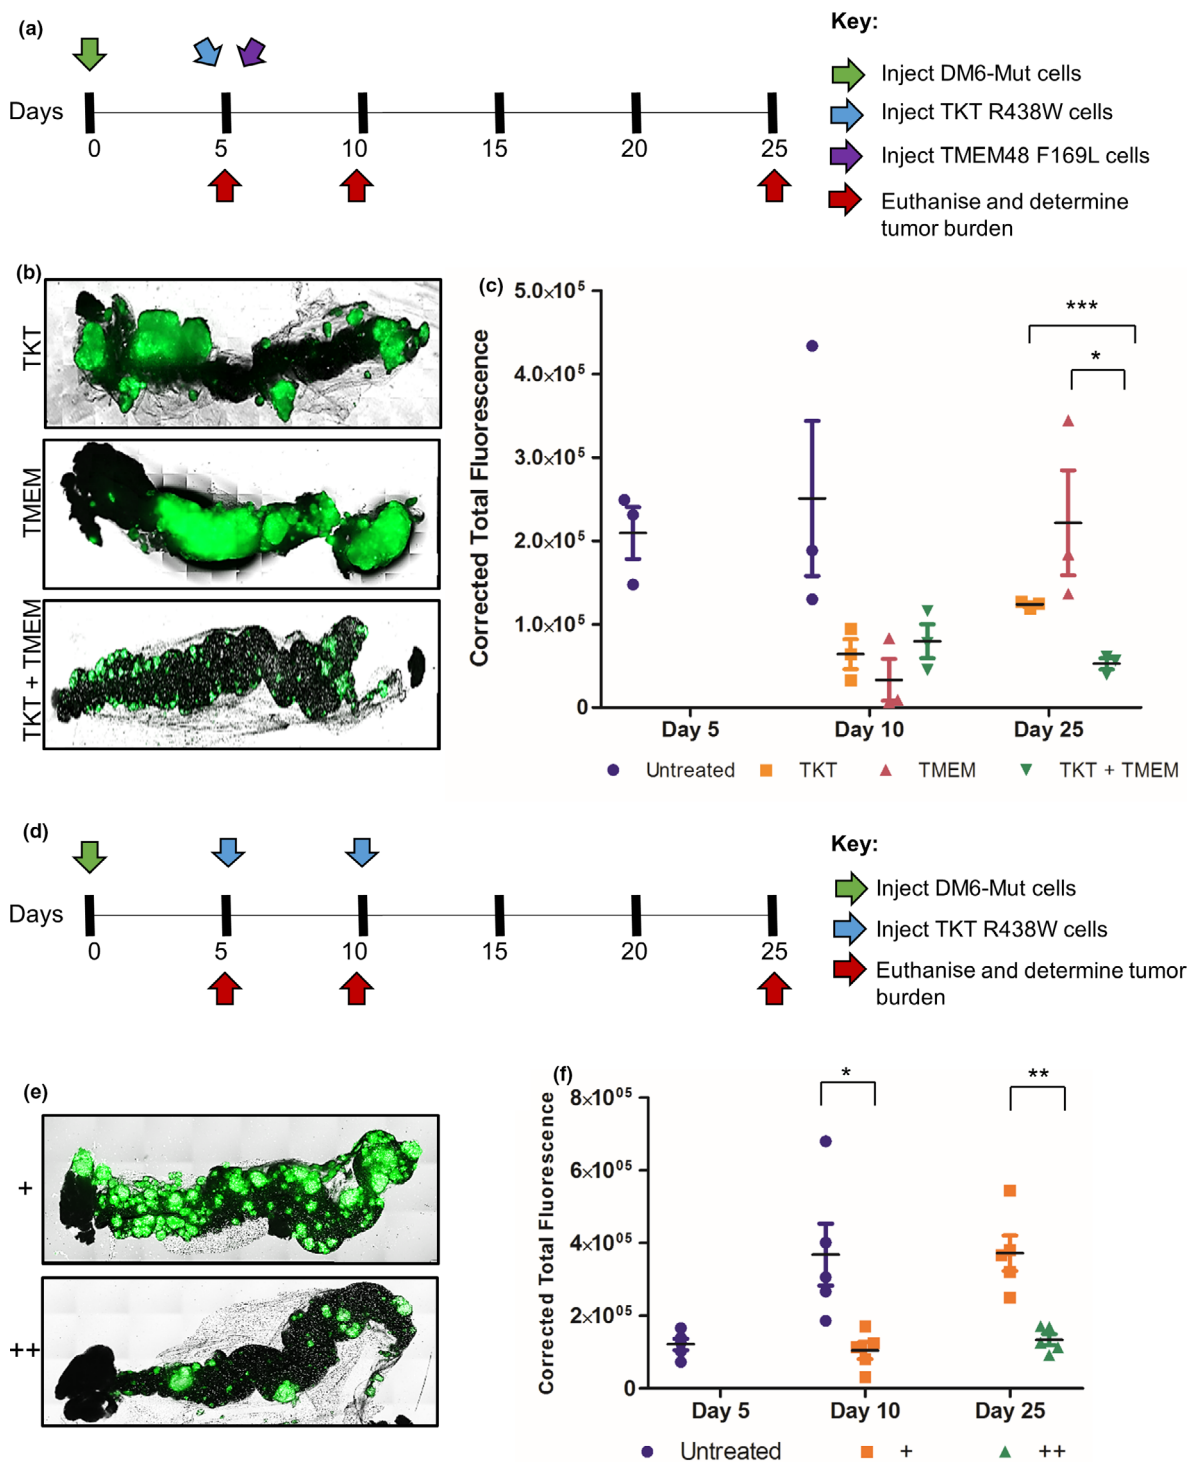 (a)
Days
0 5 10 15 20 25
Key:
Inject DM6-Mut cells
Inject TKT R438W cells
Inject TMEM48 F169L cells
Euthanise and determine
tumor burden
(b)
TKT
TMEM
TKT + TMEM
(c)
Corrected Total Fluorescence
5.0×10⁵
4.0×10⁵
3.0×10⁵
2.0×10⁵
1.0×10⁵
0
***
*
Day 5 Day 10 Day 25
Untreated TKT TMEM TKT + TMEM
(d)
Days
0 5 10 15 20 25
Key:
Inject DM6-Mut cells
Inject TKT R438W cells
Euthanise and determine tumor
burden
(e)
+
++
(f)
Corrected Total Fluorescence
8×10⁰⁵
6×10⁰⁵
4×10⁰⁵
2×10⁰⁵
0
*
**
Day 5 Day 10 Day 25
Untreated + ++